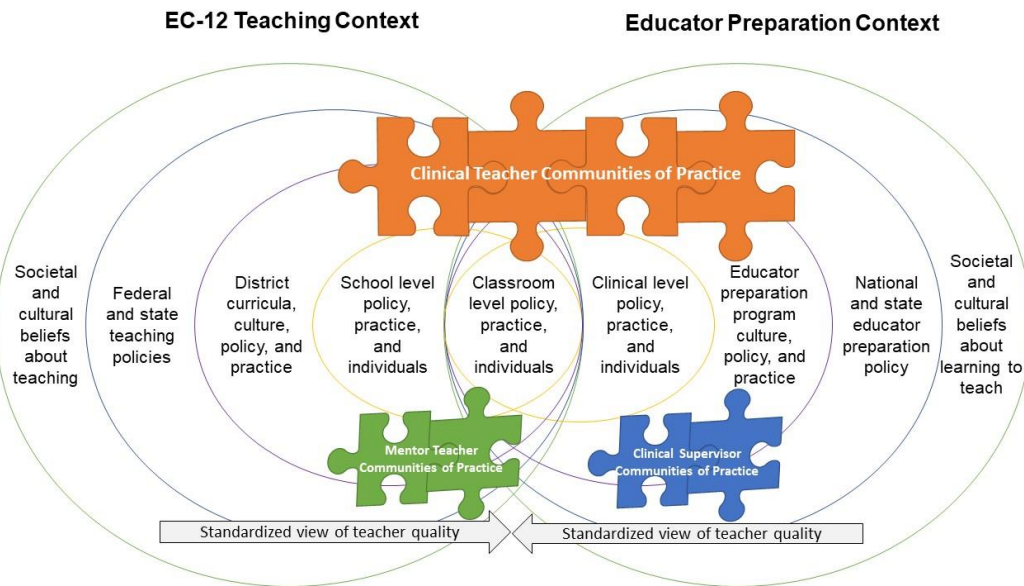 EC-12 Teaching Context
Educator Preparation Context
Clinical Teacher Communities of Practice
Societal
and
cultural
beliefs
about
teaching
Federal
and state
teaching
policies
District
curricula,
culture,
policy, and
practice
School level
policy,
practice,
and
individuals
Classroom
level policy,
practice,
and
individuals
Clinical level
policy,
practice,
and
individuals
Educator
preparation
program
culture,
policy, and
practice
National
and state
educator
preparation
policy
Societal
and
cultural
beliefs
about
learning to
teach
Mentor Teacher
Communities of Practice
Clinical Supervisor
Communities of Practice
Standardized view of teacher quality
Standardized view of teacher quality